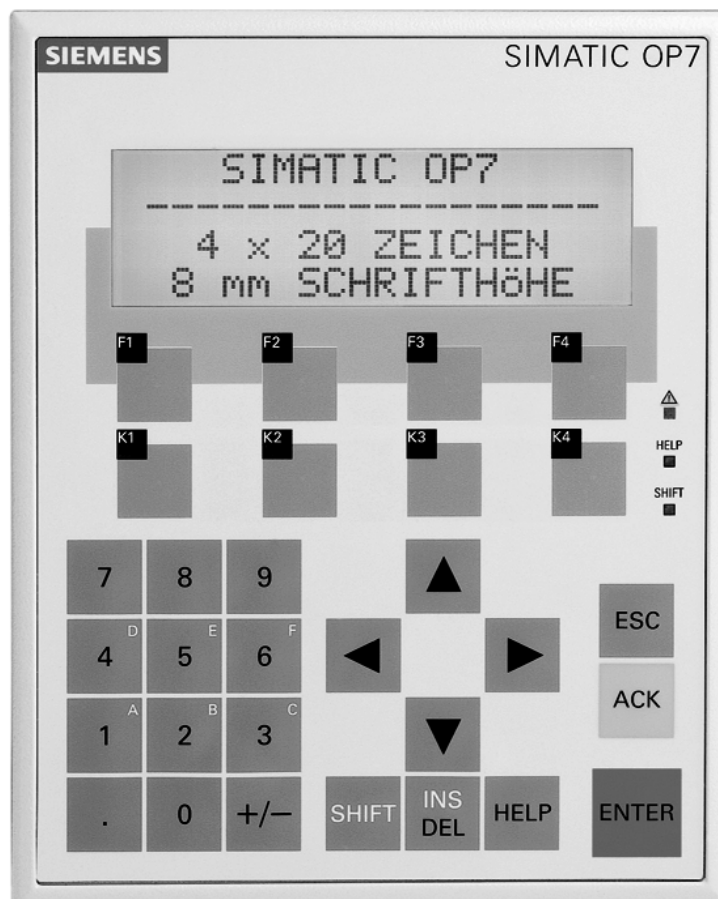 SIEMENS SIMATIC OP7
SIMATIC OP7
--------------------
4 x 20 ZEICHEN
8 mm SCHRIFTHöHE
F1 F2 F3 F4
K1 K2 K3 K4
HELP
SHIFT
7 8 9
4 D 5 E 6 F
1 A 2 B 3 C
. 0 +/−
SHIFT INS DEL HELP
ESC
ACK
ENTER